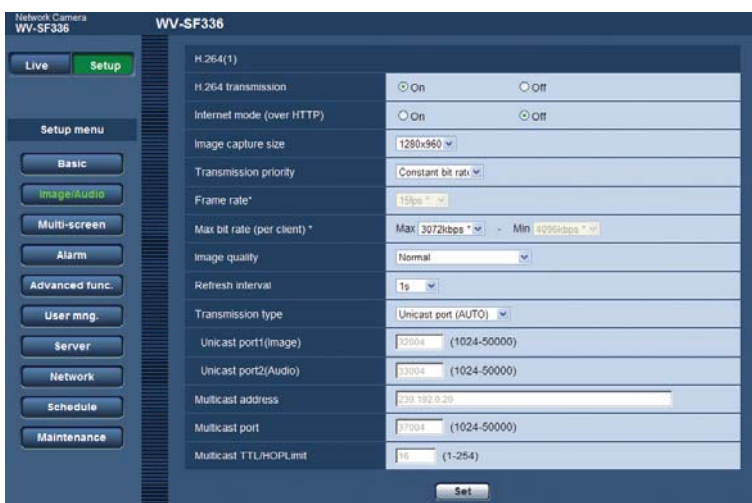 Network Camera
WV-SF336
WV-SF336
Live
Setup
Setup menu
Basic
Image/Audio
Multi-screen
Alarm
Advanced func.
User mng.
Server
Network
Schedule
Maintenance
H.264(1)
H.264 transmission On Off
Internet mode (over HTTP) On Off
Image capture size 1280x960
Transmission priority Constant bit rate
Frame rate* 15fps *
Max bit rate (per client) * Max 3072kbps * - Min 4096kbps *
Image quality Normal
Refresh interval 1s
Transmission type Unicast port (AUTO)
Unicast port1(Image) 32004 (1024-50000)
Unicast port2(Audio) 33004 (1024-50000)
Multicast address 239.192.0.20
Multicast port 37004 (1024-50000)
Multicast TTL/HOPLimit 16 (1-254)
Set